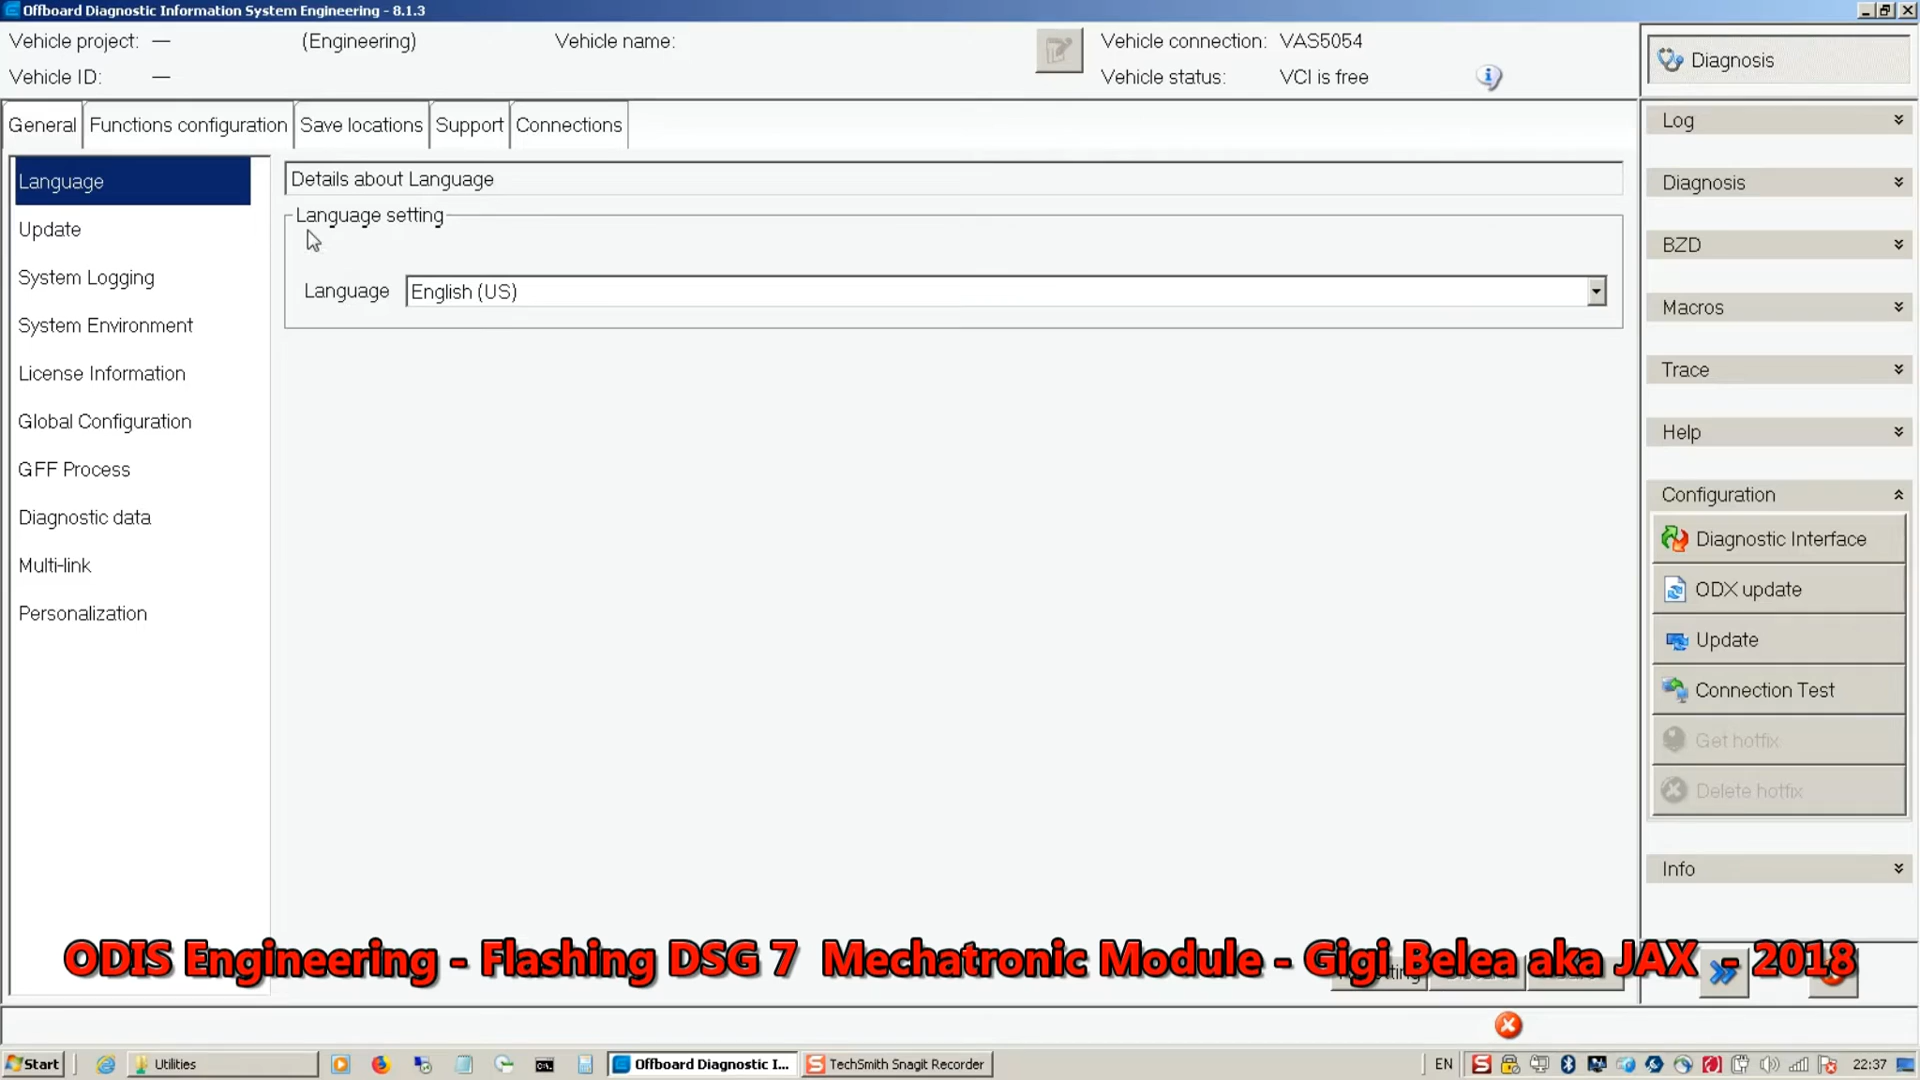 Offboard Diagnostic Information System Engineering - 8.1.3
Vehicle project: — (Engineering) Vehicle name:
Vehicle ID: —
Vehicle connection: VAS5054
Vehicle status: VCI is free
Diagnosis
General Functions configuration Save locations Support Connections
Language
Update
System Logging
System Environment
License Information
Global Configuration
GFF Process
Diagnostic data
Multi-link
Personalization
Details about Language
Language setting
Language English (US)
Log
Diagnosis
BZD
Macros
Trace
Help
Configuration
Diagnostic Interface
ODX update
Update
Connection Test
Get hotfix
Delete hotfix
Info
ODIS Engineering - Flashing DSG 7 Mechatronic Module - Gigi Belea aka JAX - 2018
Start Utilities Offboard Diagnostic I... TechSmith Snagit Recorder EN 22:37